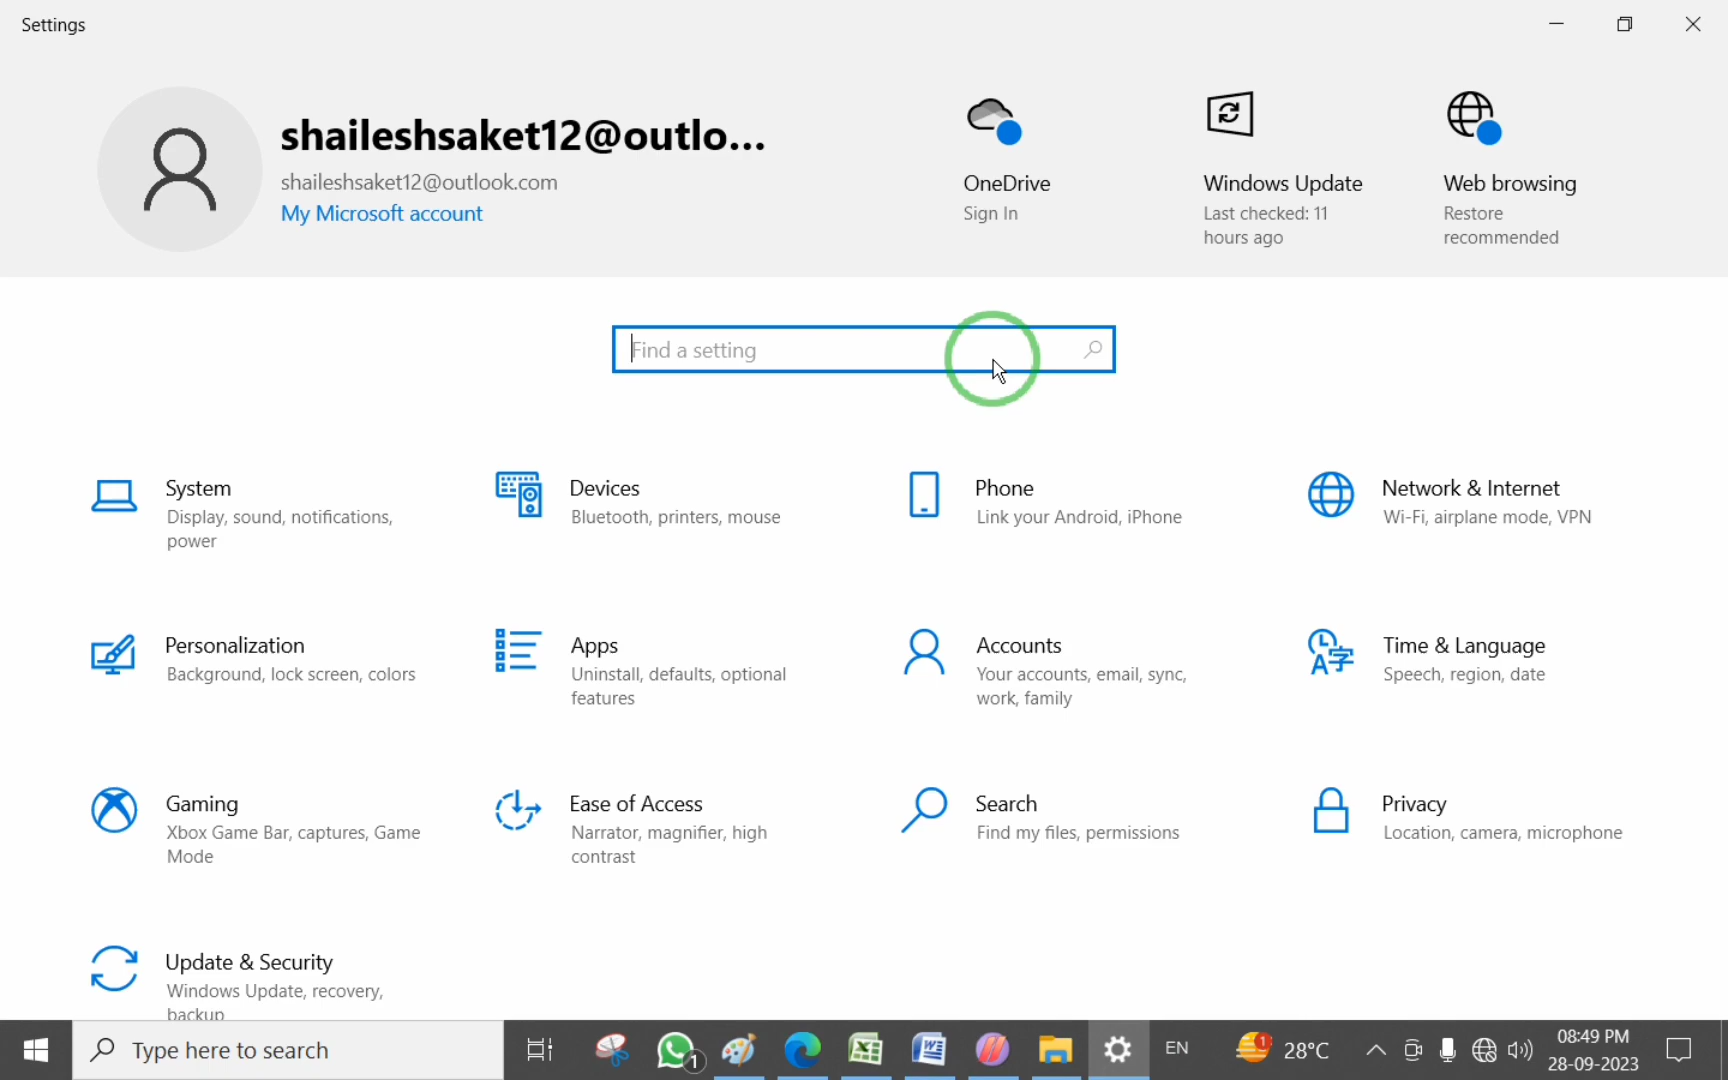 Settings
shaileshsaket12@outlo...
shaileshsaket12@outlook.com
My Microsoft account
OneDrive
Sign In
Windows Update
Last checked: 11
hours ago
Web browsing
Restore
recommended
Find a setting
System
Display, sound, notifications,
power
Devices
Bluetooth, printers, mouse
Phone
Link your Android, iPhone
Network & Internet
Wi-Fi, airplane mode, VPN
Personalization
Background, lock screen, colors
Apps
Uninstall, defaults, optional
features
Accounts
Your accounts, email, sync,
work, family
Time & Language
Speech, region, date
Gaming
Xbox Game Bar, captures, Game
Mode
Ease of Access
Narrator, magnifier, high
contrast
Search
Find my files, permissions
Privacy
Location, camera, microphone
Update & Security
Windows Update, recovery,
backup
Type here to search
1
EN
1
28°C
08:49 PM
28-09-2023